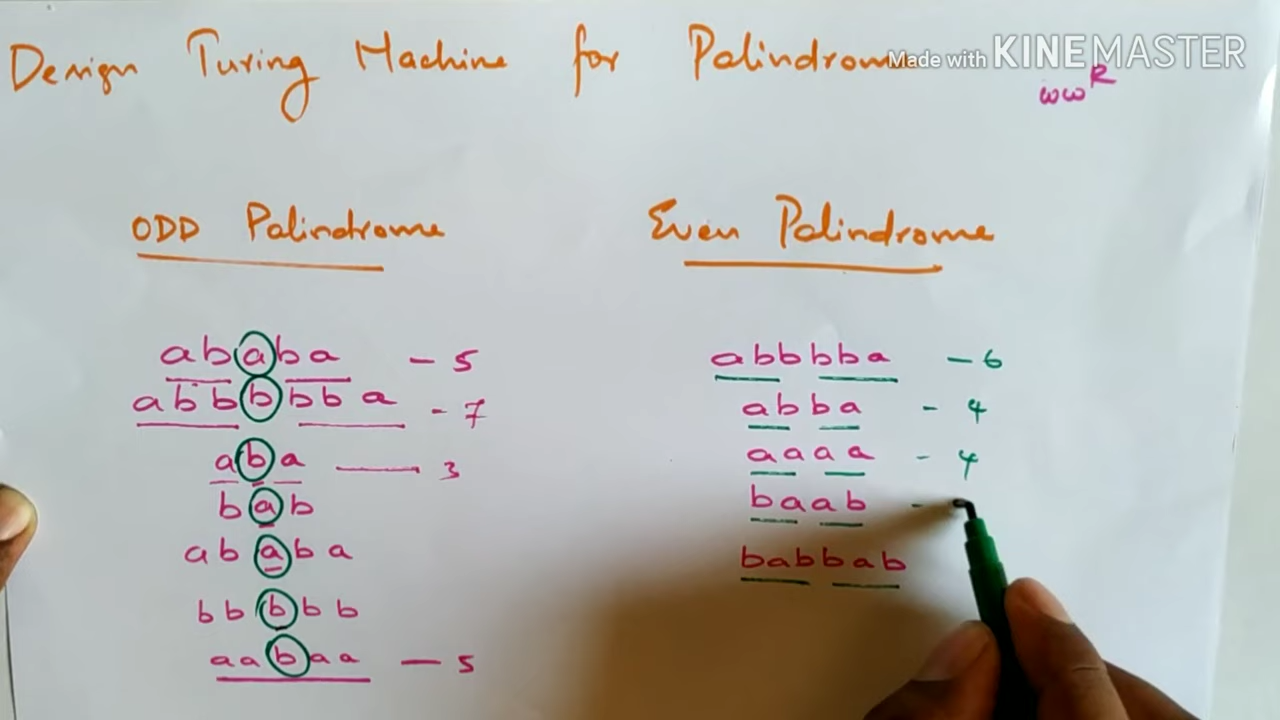 Design Turing Machine for Palindrome
Made with KINEMASTER
ωω^R
ODD Palindrome
Even Palindrome
ababa - 5
abbbbba - 7
aba — 3
bab
ababa
bbbbb
aabaa — 5
abbbba - 6
abba - 4
aaaa - 4
baab -
babbab